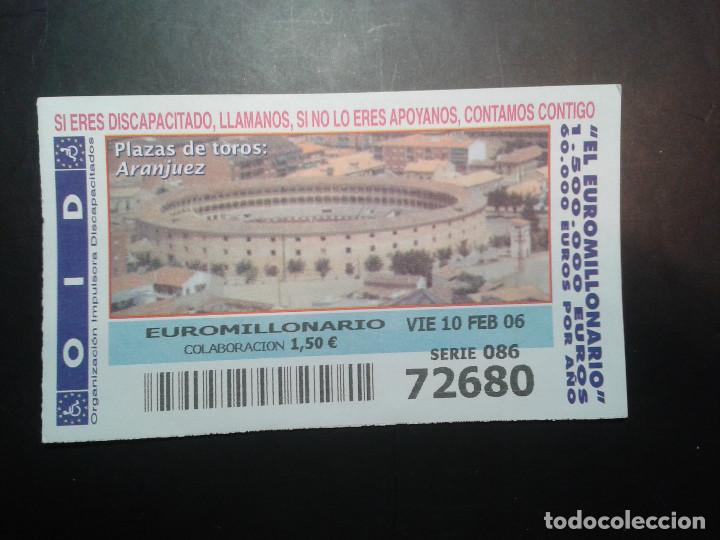 SI ERES DISCAPACITADO, LLAMANOS, SI NO LO ERES APOYANOS, CONTAMOS CONTIGO
OID
Organización Impulsora Discapacitados
Plazas de toros:
Aranjuez
EUROMILLONARIO VIE 10 FEB 06
COLABORACION 1,50 €
SERIE 086
72680
"EL EUROMILLONARIO"
1.500.000 EUROS
60.000 EUROS POR AÑO
todocoleccion.net